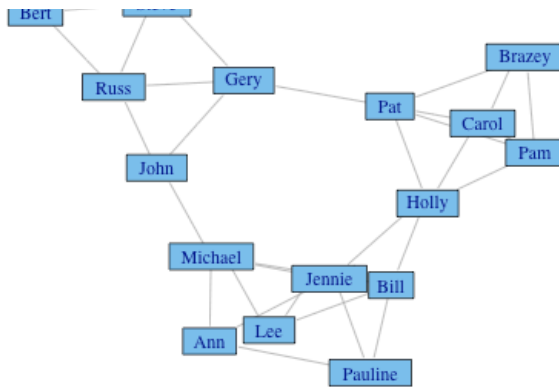 Bert
Brazey
Russ
Gery
Pat
Carol
Pam
John
Holly
Michael
Jennie
Bill
Lee
Ann
Pauline